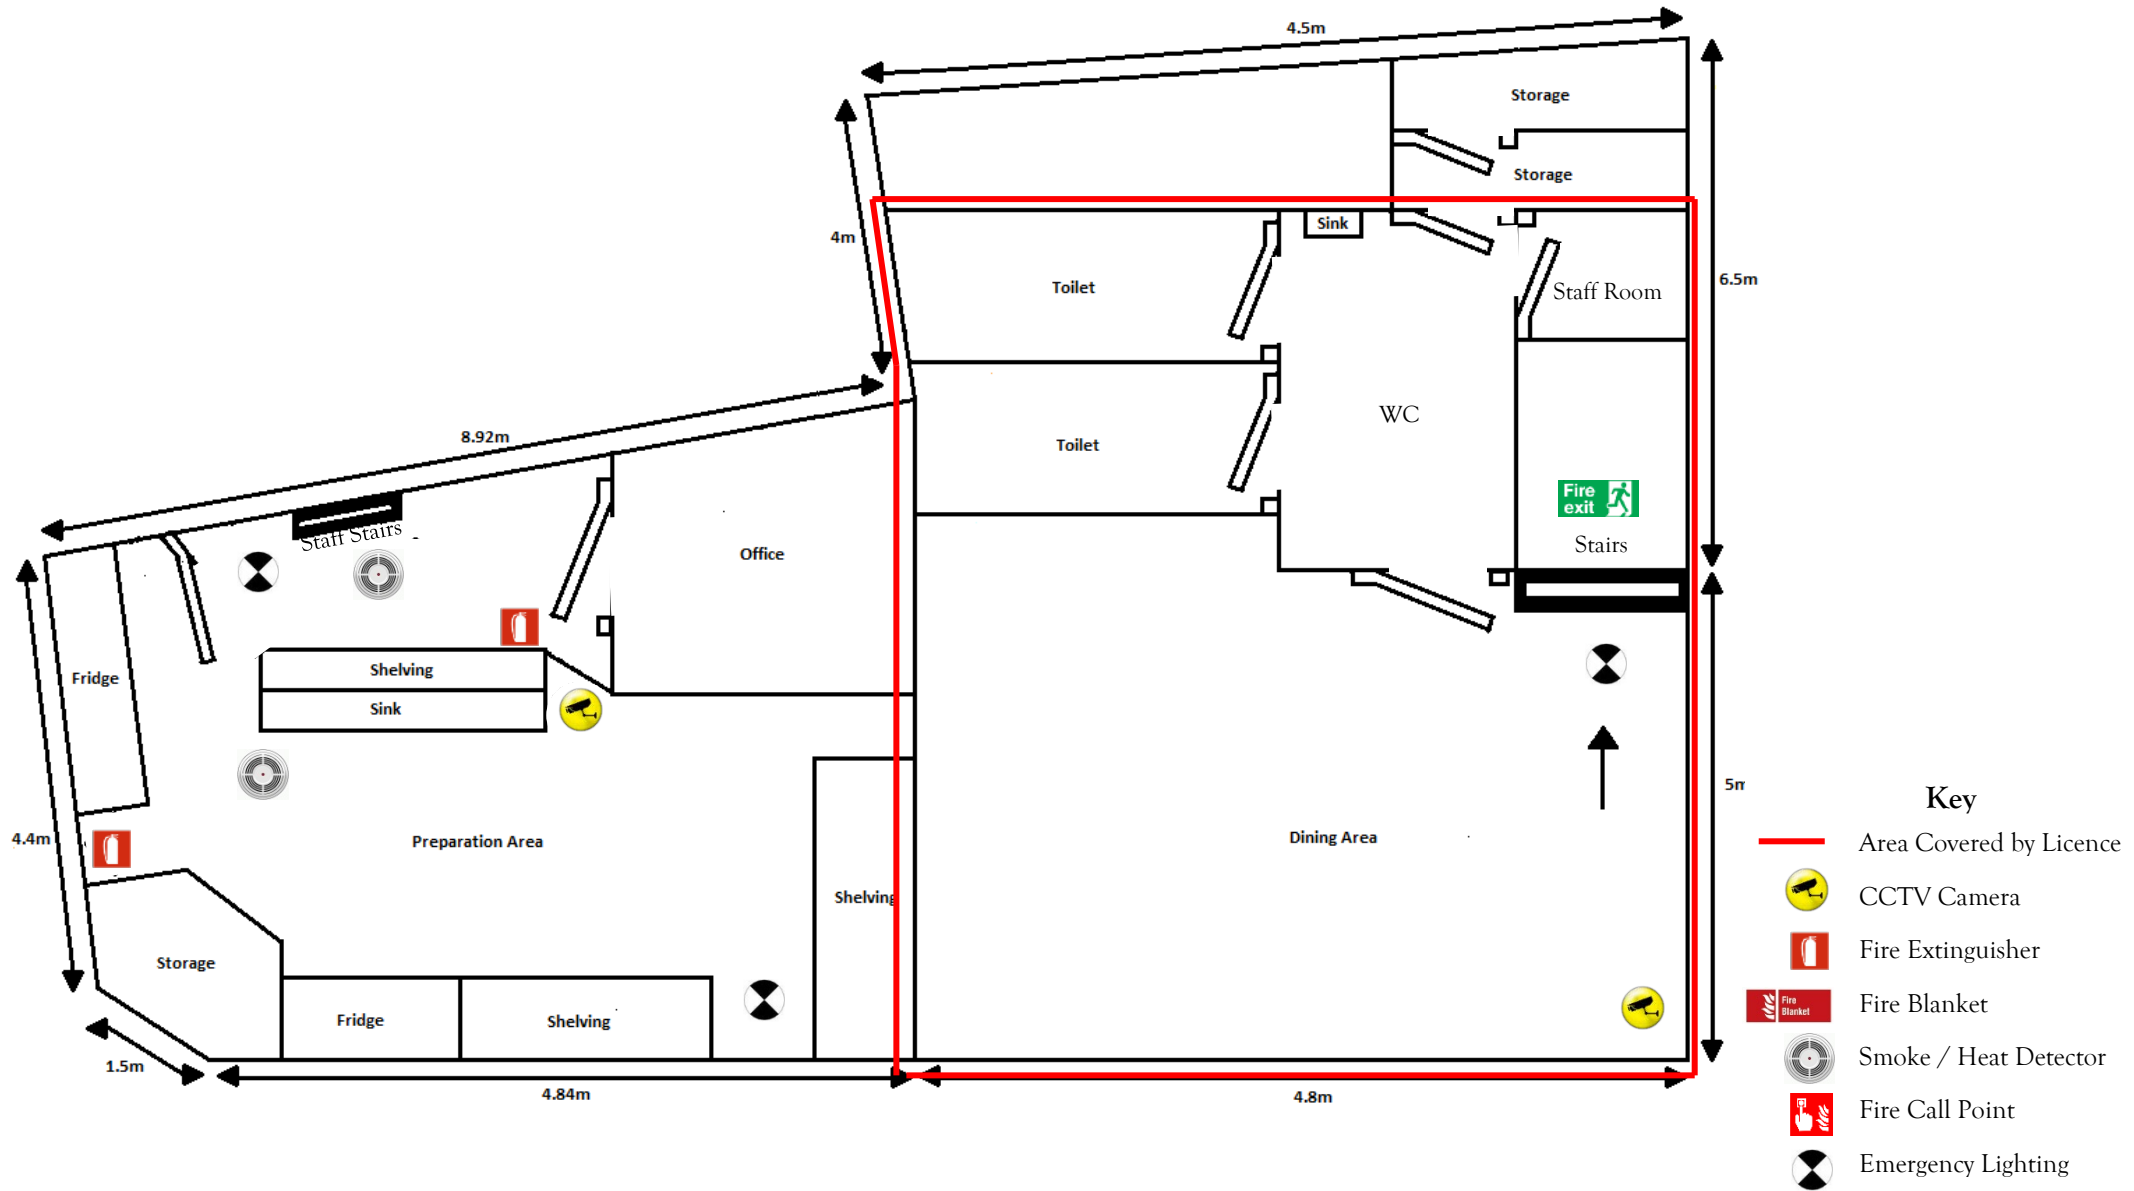 4.5m
Storage
Storage
Sink
4m
Toilet
6.5m
Staff Room
WC
8.92m
Toilet
Fire
exit
Staff Stairs
Office
Stairs
Shelving
Fridge
Sink
5m
Key
4.4m
Preparation Area
Dining Area
Area Covered by Licence
Shelving
CCTV Camera
Storage
Fire Extinguisher
Fridge
Shelving
Fire
Blanket
Fire Blanket
1.5m
4.84m
4.8m
Smoke / Heat Detector
Fire Call Point
Emergency Lighting